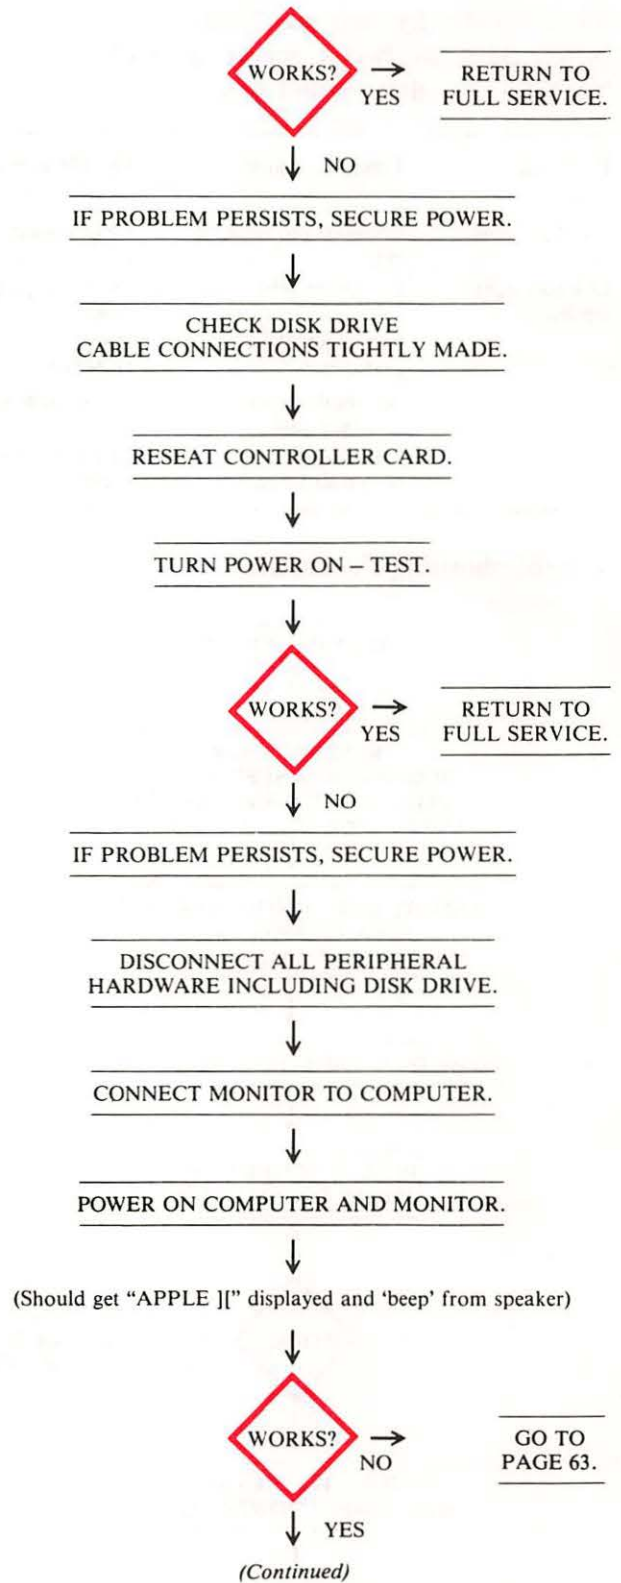 WORKS?
YES
RETURN TO
FULL SERVICE.
NO
IF PROBLEM PERSISTS, SECURE POWER.
CHECK DISK DRIVE
CABLE CONNECTIONS TIGHTLY MADE.
RESEAT CONTROLLER CARD.
TURN POWER ON – TEST.
WORKS?
YES
RETURN TO
FULL SERVICE.
NO
IF PROBLEM PERSISTS, SECURE POWER.
DISCONNECT ALL PERIPHERAL
HARDWARE INCLUDING DISK DRIVE.
CONNECT MONITOR TO COMPUTER.
POWER ON COMPUTER AND MONITOR.
(Should get “APPLE ][” displayed and ‘beep’ from speaker)
WORKS?
NO
GO TO
PAGE 63.
YES
(Continued)